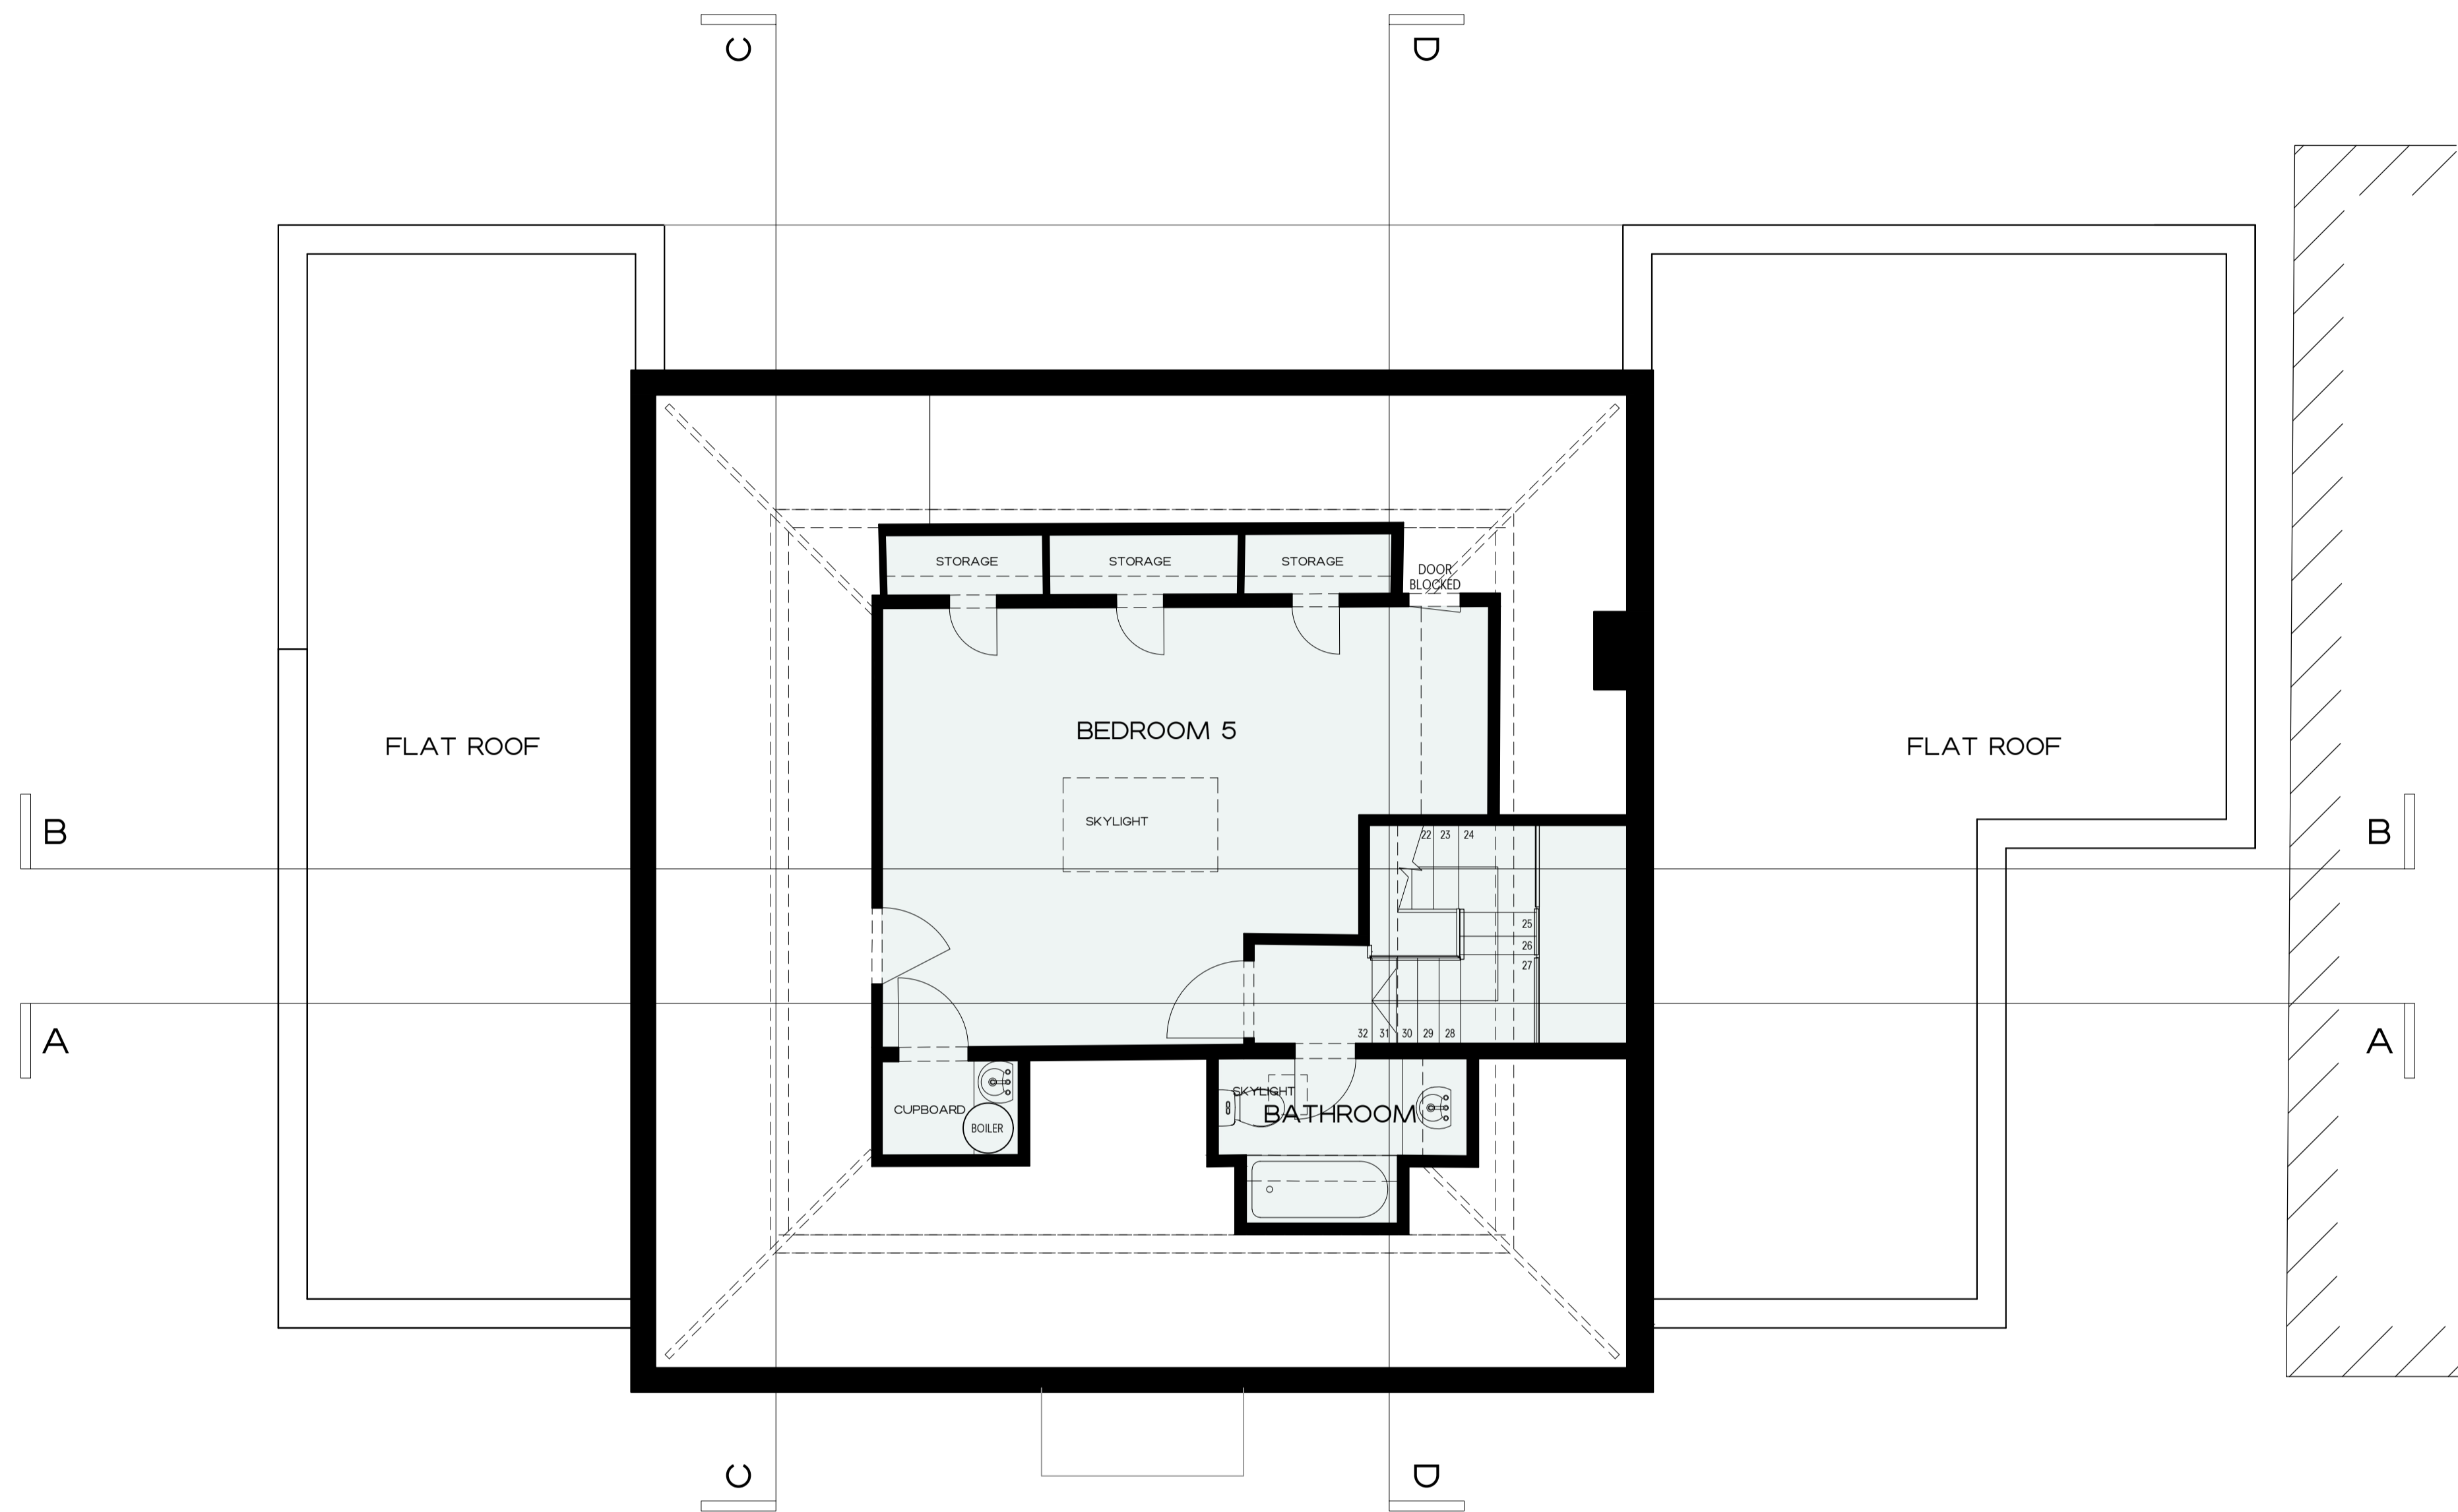 C
D
STORAGE
STORAGE
STORAGE
DOOR
BLOCKED
BEDROOM 5
FLAT ROOF
FLAT ROOF
SKYLIGHT
B
22
23
24
B
25
26
27
A
32
31
30
29
28
A
SKYLIGHT
CUPBOARD
BATHROOM
BOILER
C
D